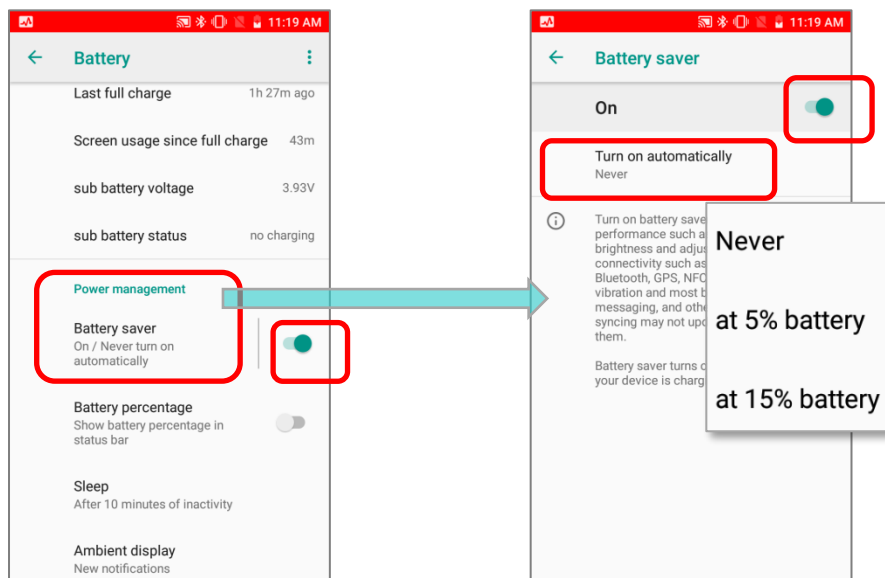 11:19 AM
Battery
Last full charge 1h 27m ago
Screen usage since full charge 43m
sub battery voltage 3.93V
sub battery status no charging
Power management
Battery saver
On / Never turn on
automatically
Battery percentage
Show battery percentage in
status bar
Sleep
After 10 minutes of inactivity
Ambient display
New notifications
11:19 AM
Battery saver
On
Turn on automatically
Never
Turn on battery save
performance such a
brightness and adjus
connectivity such as
Bluetooth, GPS, NFC
vibration and most b
messaging, and othe
syncing may not upd
them.
Battery saver turns o
your device is charg
Never
at 5% battery
at 15% battery